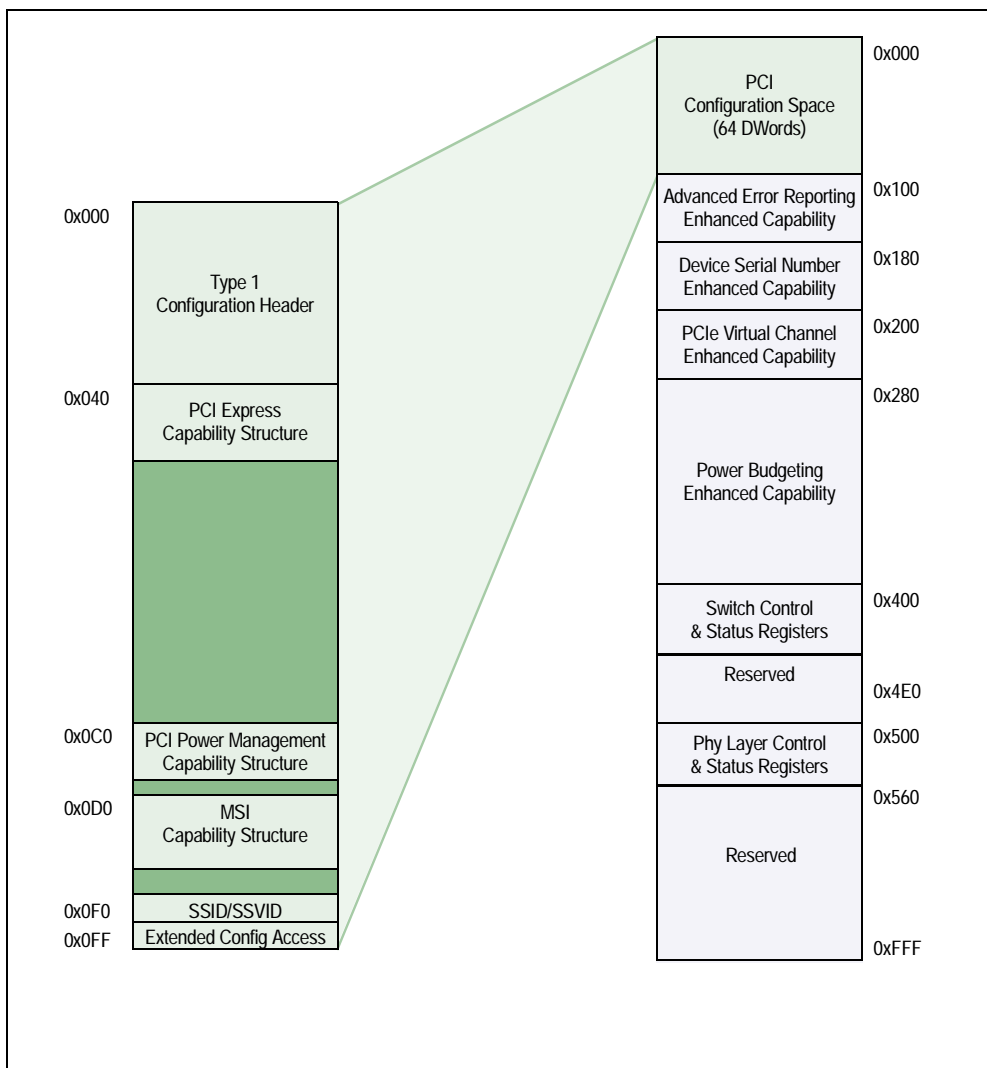 0x000
Type 1
Configuration Header
0x040
PCI Express
Capability Structure
0x0C0
PCI Power Management
Capability Structure
0x0D0
MSI
Capability Structure
0x0F0
SSID/SSVID
0x0FF
Extended Config Access
0x000
PCI
Configuration Space
(64 DWords)
0x100
Advanced Error Reporting
Enhanced Capability
0x180
Device Serial Number
Enhanced Capability
0x200
PCIe Virtual Channel
Enhanced Capability
0x280
Power Budgeting
Enhanced Capability
0x400
Switch Control
& Status Registers
Reserved
0x4E0
0x500
Phy Layer Control
& Status Registers
0x560
Reserved
0xFFF